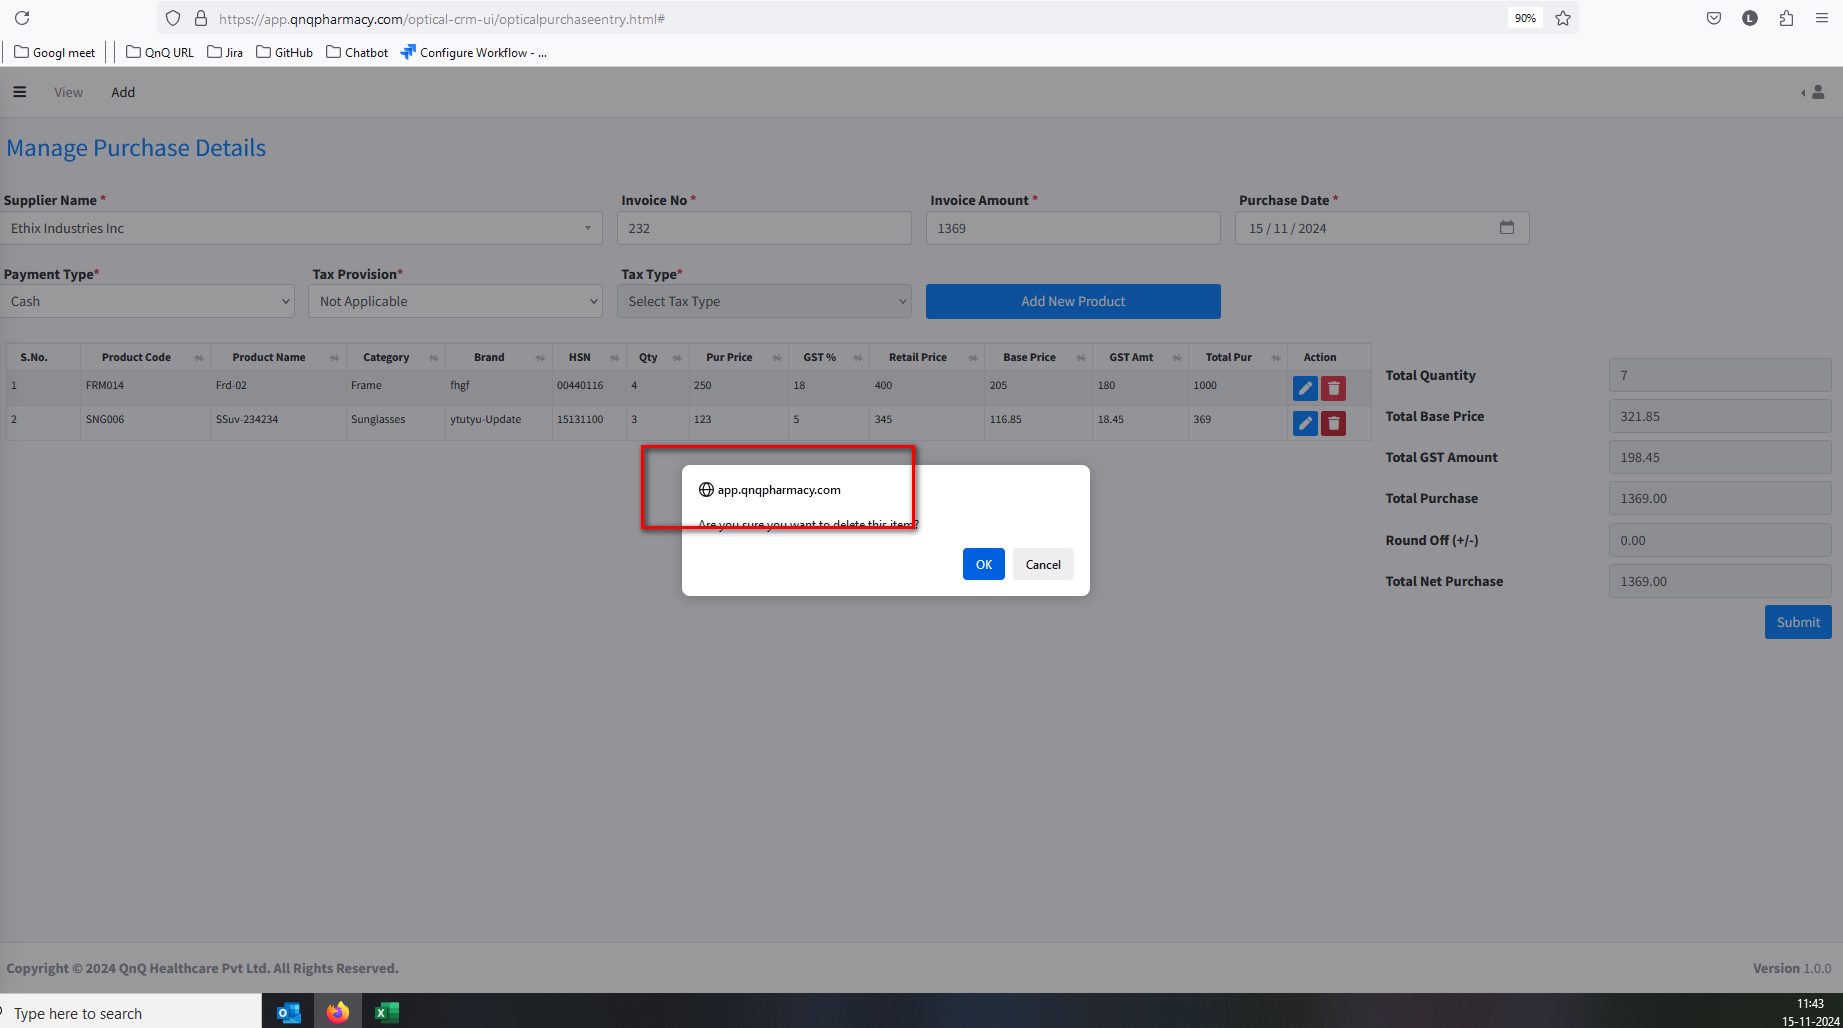 https://app.qnqpharmacy.com/optical-crm-ui/opticalpurchaseentry.html#
90%
L
Googl meet
QnQ URL
Jira
GitHub
Chatbot
Configure Workflow - ...
View
Add
Manage Purchase Details
Supplier Name *
Invoice No *
Invoice Amount *
Purchase Date *
Ethix Industries Inc
232
1369
15 / 11 / 2024
Payment Type*
Tax Provision*
Tax Type*
Cash
Not Applicable
Select Tax Type
Add New Product
S.No. Product Code Product Name Category Brand HSN Qty Pur Price GST % Retail Price Base Price GST Amt Total Pur Action
1 FRM014 Frd-02 Frame fhgf 00440116 4 250 18 400 205 180 1000
2 SNG006 SSuv-234234 Sunglasses ytutyu-Update 15131100 3 123 5 345 116.85 18.45 369
Total Quantity 7
Total Base Price 321.85
Total GST Amount 198.45
Total Purchase 1369.00
Round Off (+/-) 0.00
Total Net Purchase 1369.00
Submit
app.qnqpharmacy.com
Are you sure you want to delete this item?
OK
Cancel
Copyright © 2024 QnQ Healthcare Pvt Ltd. All Rights Reserved.
Version 1.0.0
Type here to search
11:43
15-11-2024